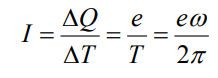 I = ΔQ/ΔT = e/T = eω/2π